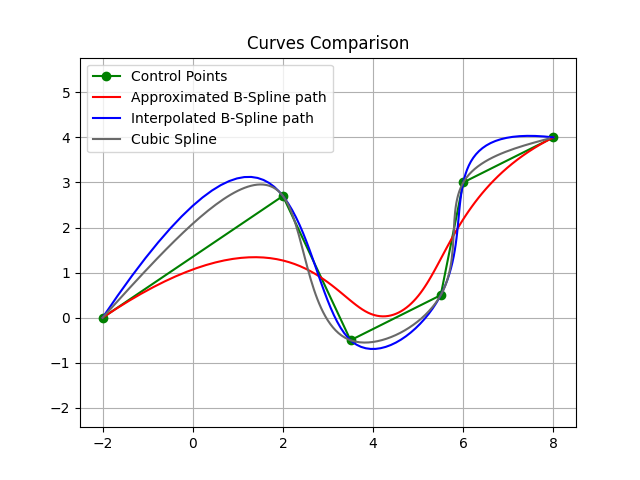 Curves Comparison
Control Points
Approximated B-Spline path
Interpolated B-Spline path
Cubic Spline
5
4
3
2
1
0
−1
−2
−2 0 2 4 6 8